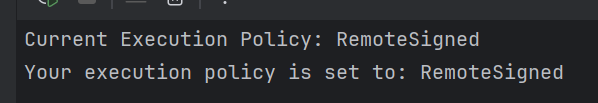 Current Execution Policy: RemoteSigned
Your execution policy is set to: RemoteSigned